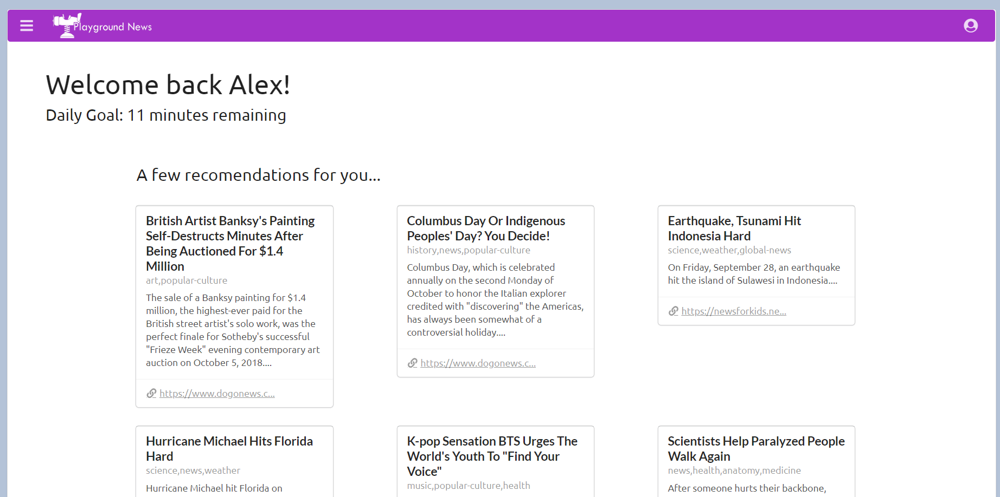 Playground News
Welcome back Alex!
Daily Goal: 11 minutes remaining
A few recomendations for you...
British Artist Banksy's Painting
Self-Destructs Minutes After
Being Auctioned For $1.4
Million
art,popular-culture
The sale of a Banksy painting for $1.4
million, the highest-ever paid for the
British street artist's solo work, was the
perfect finale for Sotheby's successful
"Frieze Week" evening contemporary art
auction on October 5, 2018....
https://www.dogonews.c...
Columbus Day Or Indigenous
Peoples' Day? You Decide!
history,news,popular-culture
Columbus Day, which is celebrated
annually on the second Monday of
October to honor the Italian explorer
credited with "discovering" the Americas,
has always been somewhat of a
controversial holiday....
https://www.dogonews.c...
Earthquake, Tsunami Hit
Indonesia Hard
science,weather,global-news
On Friday, September 28, an earthquake
hit the island of Sulawesi in Indonesia....
https://newsforkids.ne...
Hurricane Michael Hits Florida
Hard
science,news,weather
Hurricane Michael hit Florida on
K-pop Sensation BTS Urges The
World's Youth To "Find Your
Voice"
music,popular-culture,health
Scientists Help Paralyzed People
Walk Again
news,health,anatomy,medicine
After someone hurts their backbone,